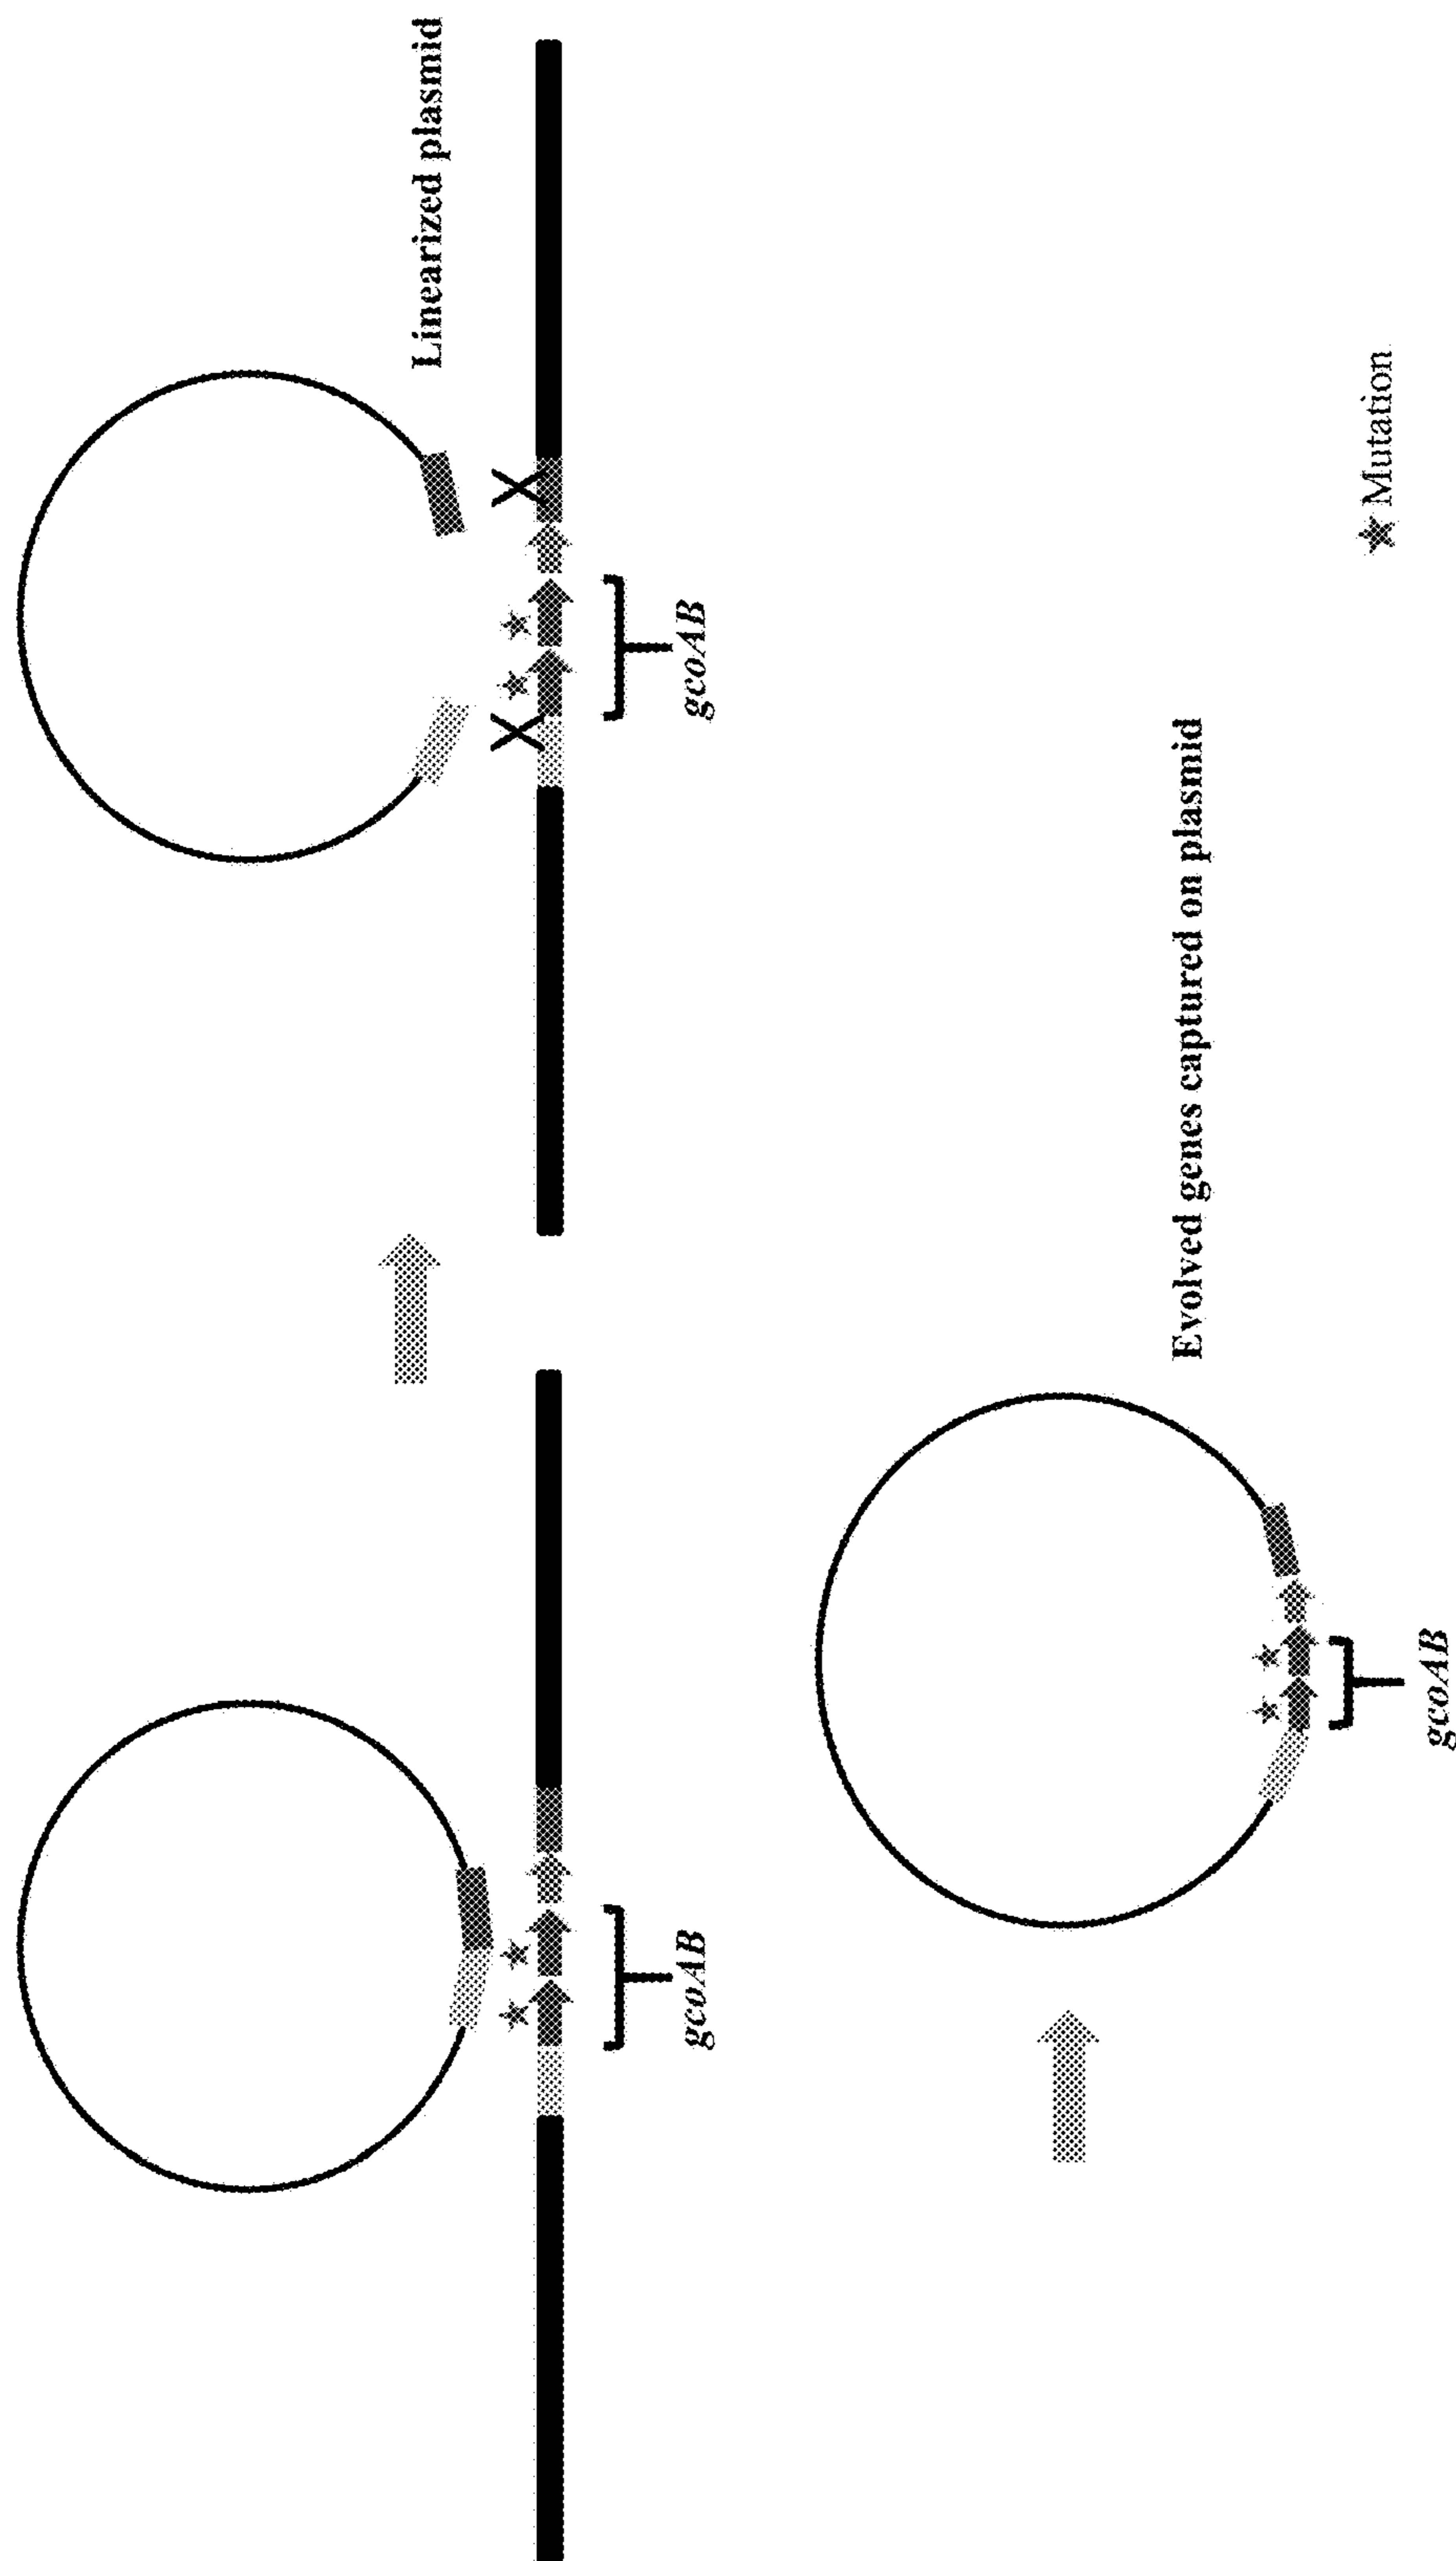 Linearized plasmid
X
X
gcoAB
gcoAB
Evolved genes captured on plasmid
gcoAB
Mutation